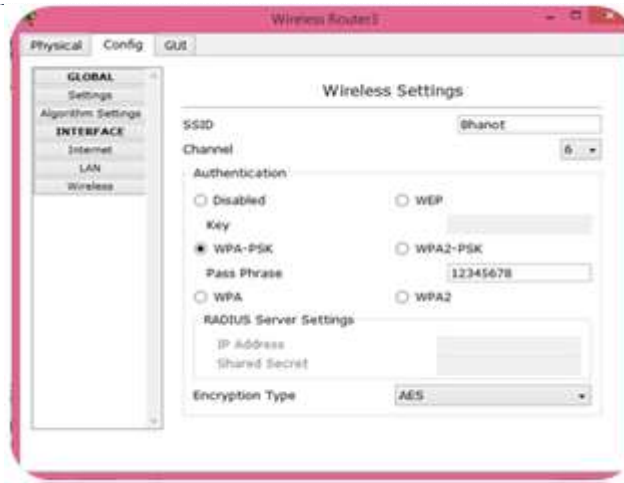 Wireless Router3
Physical Config GUI
GLOBAL
Settings
Algorithm Settings
INTERFACE
Internet
LAN
Wireless
Wireless Settings
SSID Bhanot
Channel 6
Authentication
Disabled WEP
Key
WPA-PSK WPA2-PSK
Pass Phrase 12345678
WPA WPA2
RADIUS Server Settings
IP Address
Shared Secret
Encryption Type AES